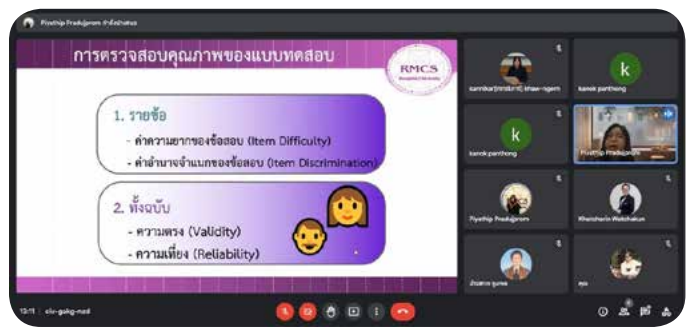 Piyathip Pradujprom กำลังนำเสนอ
การตรวจสอบคุณภาพของแบบทดสอบ
RMCS
1. รายข้อ
- ค่าความยากของข้อสอบ (Item Difficulty)
- ค่าอำนาจจำแนกของข้อสอบ (Item Discrimination)
2. ทั้งฉบับ
- ความตรง (Validity)
- ความเที่ยง (Reliability)
k
kanok panthong
k
kanok panthong
Piyathip Pradujprom
Piyathip Pradujprom
13:11